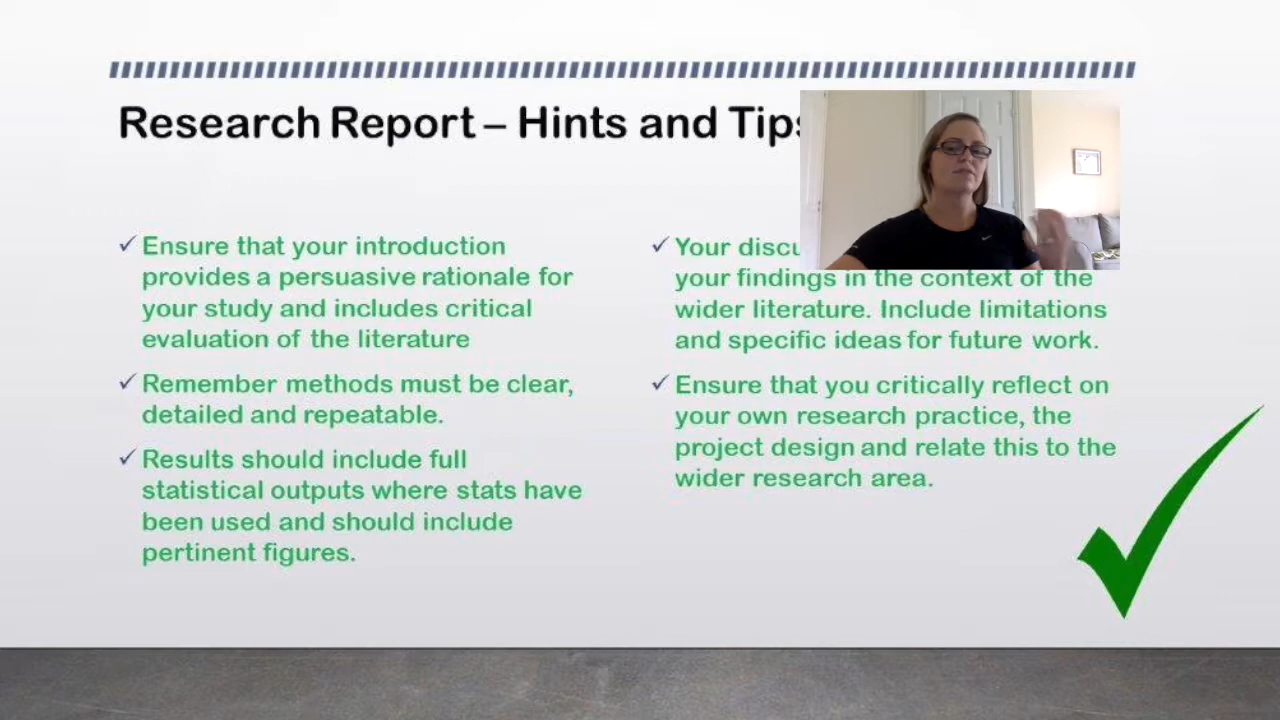 Research Report – Hints and Tips
Ensure that your introduction
provides a persuasive rationale for
your study and includes critical
evaluation of the literature
Remember methods must be clear,
detailed and repeatable.
Results should include full
statistical outputs where stats have
been used and should include
pertinent figures.
Your
your findings in the context of the
wider literature. Include limitations
and specific ideas for future work.
Ensure that you critically reflect on
your own research practice, the
project design and relate this to the
wider research area.